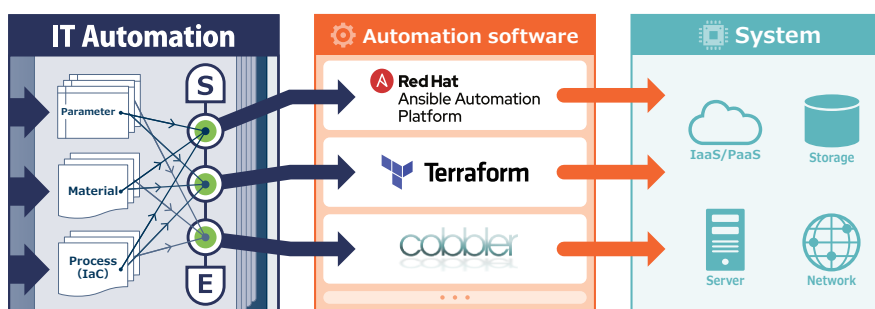 IT Automation
Parameter
Material
Process
(IaC)
S
E
Automation software
A
Red Hat
Ansible Automation
Platform
Terraform
cobbler
System
IaaS/PaaS
Storage
Server
Network